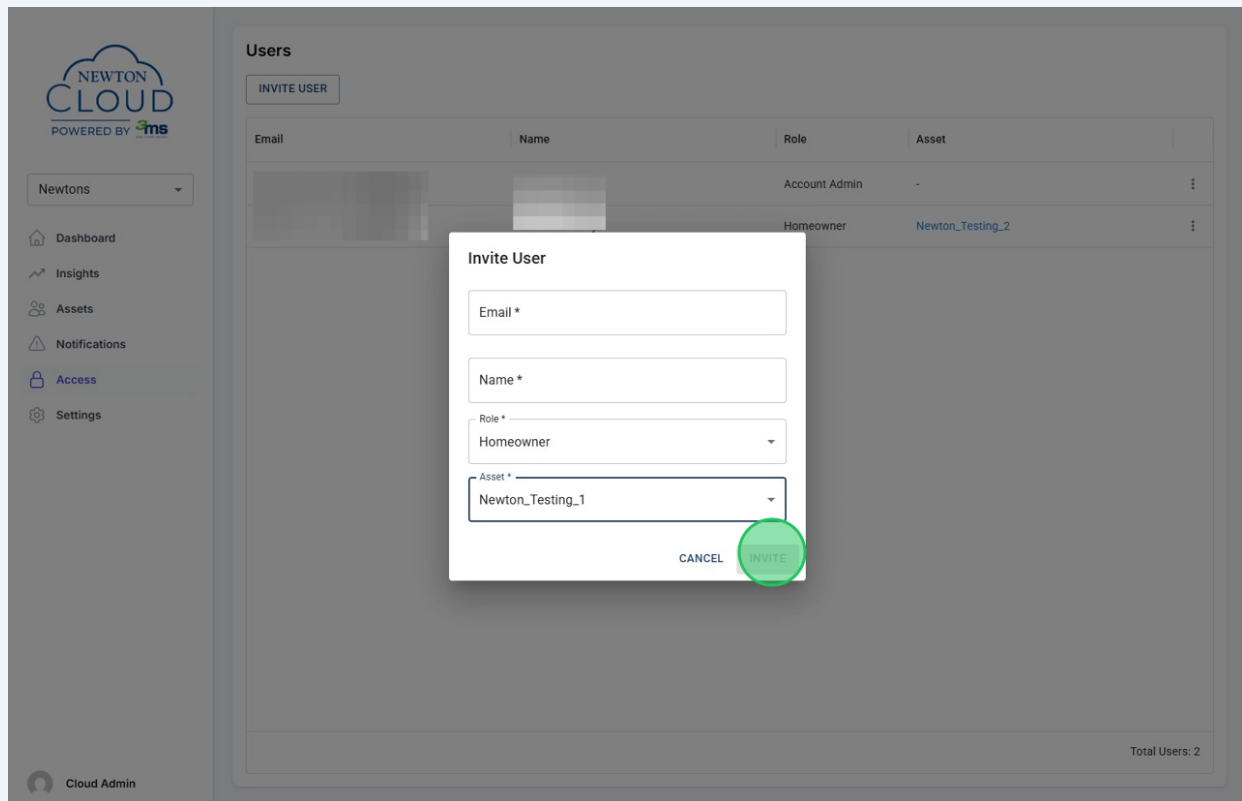 NEWTON
CLOUD
POWERED BY 3ms
Newtons
Dashboard
Insights
Assets
Notifications
Access
Settings
Cloud Admin
Users
INVITE USER
Email Name Role Asset
Account Admin -
Homeowner Newton_Testing_2
Invite User
Email *
Name *
Role *
Homeowner
Asset *
Newton_Testing_1
CANCEL INVITE
Total Users: 2